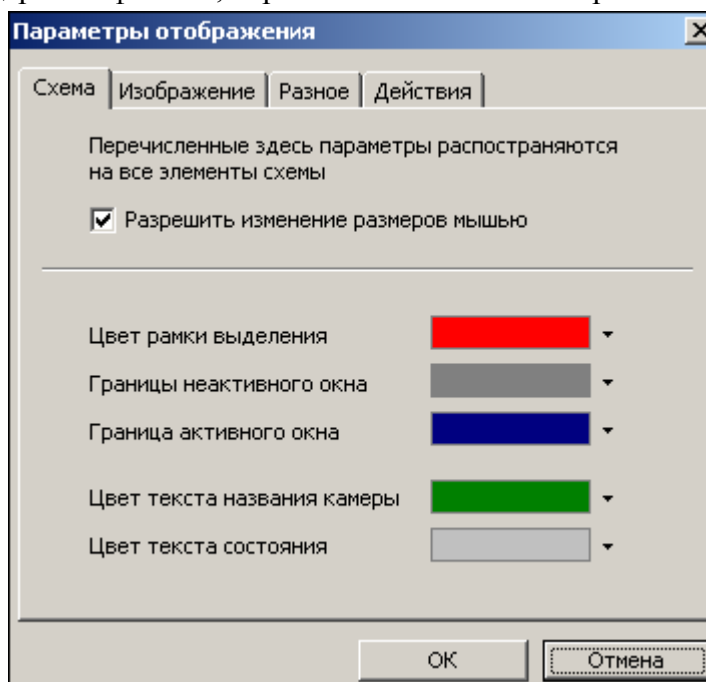 Параметры отображения
Схема Изображение Разное Действия
Перечисленные здесь параметры распостраняются
на все элементы схемы
Разрешить изменение размеров мышью
Цвет рамки выделения
Границы неактивного окна
Граница активного окна
Цвет текста названия камеры
Цвет текста состояния
OK Отмена